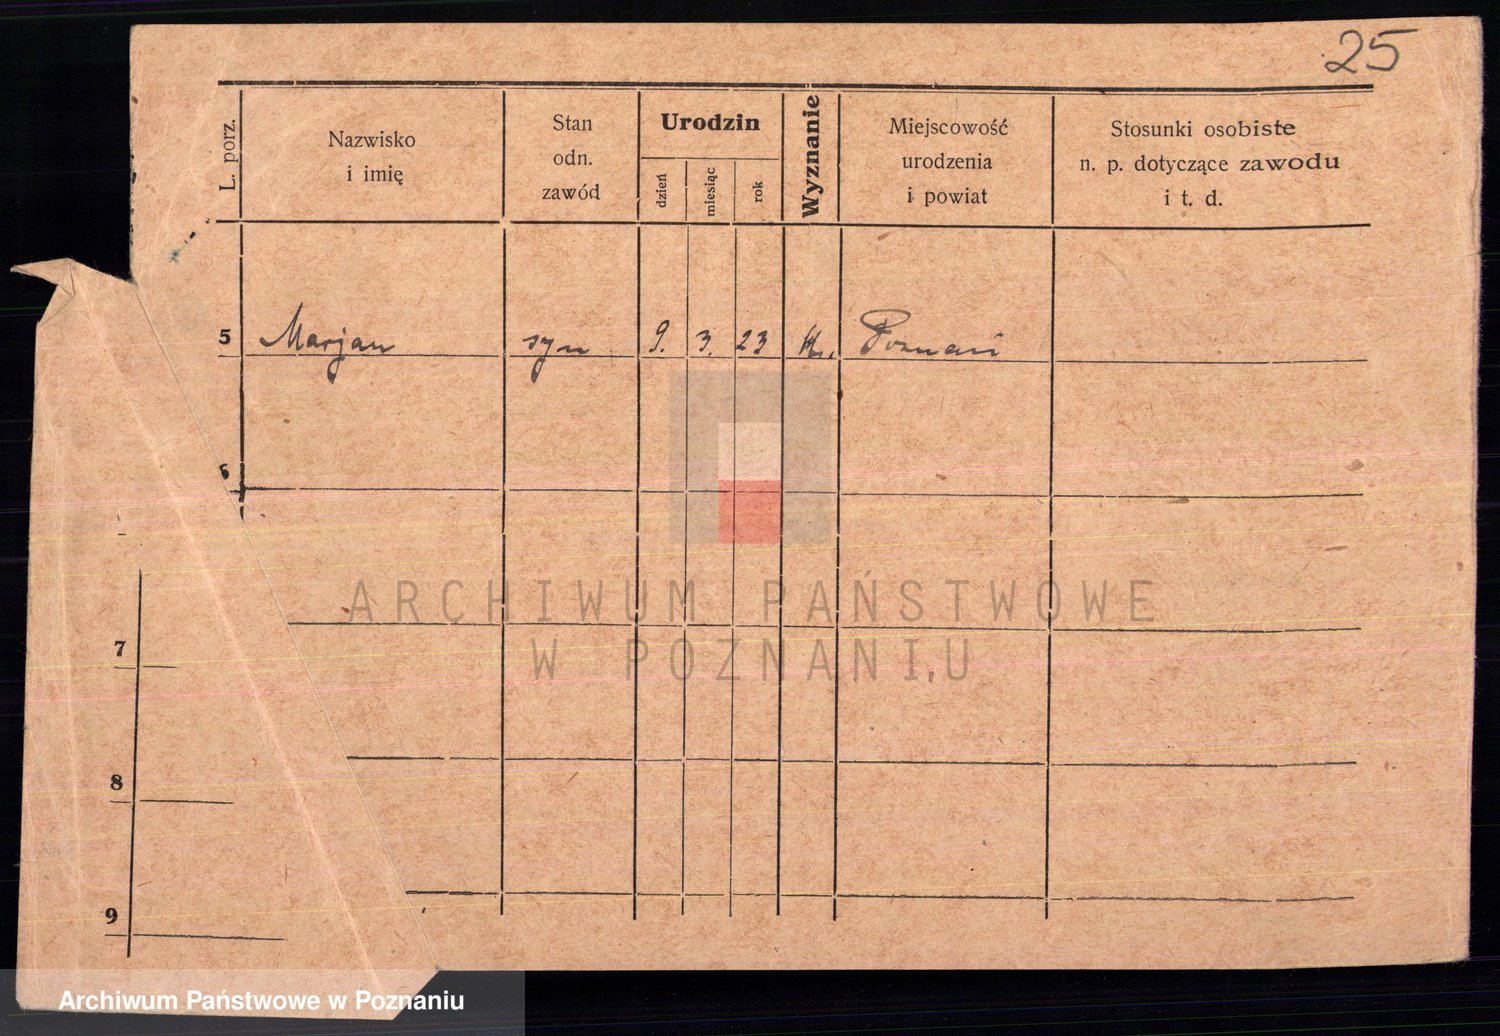 25
L. porz.
Nazwisko
i imię
Stan
odn.
zawód
Urodzin
dzień
miesiąc
rok
Wyznanie
Miejscowość
urodzenia
i powiat
Stosunki osobiste
n. p. dotyczące zawodu
i t. d.
5 Marjan syn 9. 3. 23 Poznań
6
7
8
9
ARCHIWUM PAŃSTWOWE
W POZNANIU
Archiwum Państwowe w Poznaniu